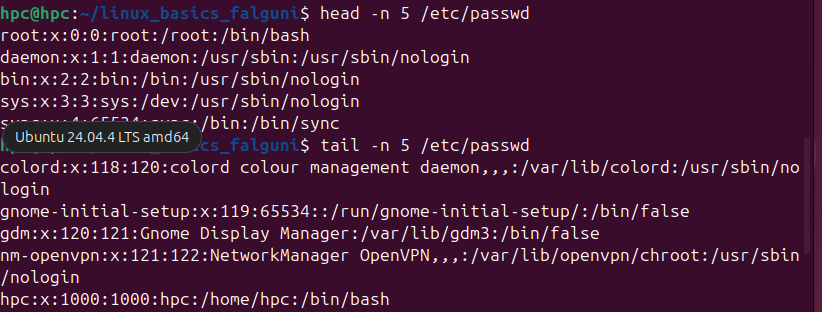 hpc@hpc:~/linux_basics_falguni$ head -n 5 /etc/passwd
root:x:0:0:root:/root:/bin/bash
daemon:x:1:1:daemon:/usr/sbin:/usr/sbin/nologin
bin:x:2:2:bin:/bin:/usr/sbin/nologin
sys:x:3:3:sys:/dev:/usr/sbin/nologin
:/bin:/bin/sync
Ubuntu 24.04.4 LTS amd64
sics_falguni$ tail -n 5 /etc/passwd
colord:x:118:120:colord colour management daemon,,,:/var/lib/colord:/usr/sbin/no
login
gnome-initial-setup:x:119:65534::/run/gnome-initial-setup/:/bin/false
gdm:x:120:121:Gnome Display Manager:/var/lib/gdm3:/bin/false
nm-openvpn:x:121:122:NetworkManager OpenVPN,,,:/var/lib/openvpn/chroot:/usr/sbin
/nologin
hpc:x:1000:1000:hpc:/home/hpc:/bin/bash